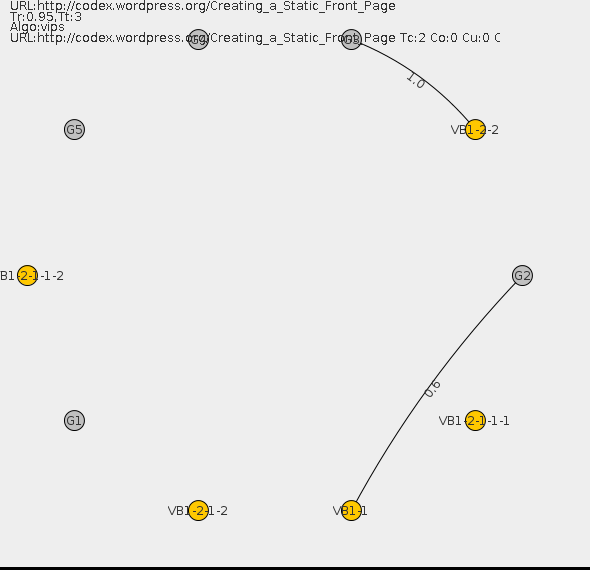 URL:http://codex.wordpress.org/Creating_a_Static_Front_Page
Tr:0.95,Tt:3
Algo:vips
URL:http://codex.wordpress.org/Creating_a_Static_Front_Page Tc:2 Co:0 Cu:0 C
G3
1.0
G5
VB1-2-2
B1-2-1-1-2
G2
0.6
G1
VB1-2-1-1-1
VB1-2-1-2
VB1-1